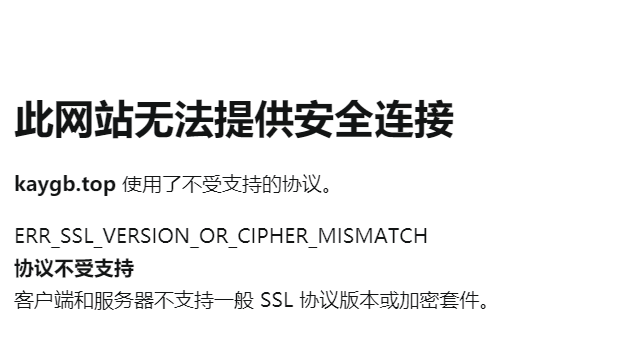 此网站无法提供安全连接
kaygb.top 使用了不受支持的协议。
ERR_SSL_VERSION_OR_CIPHER_MISMATCH
协议不受支持
客户端和服务器不支持一般 SSL 协议版本或加密套件。